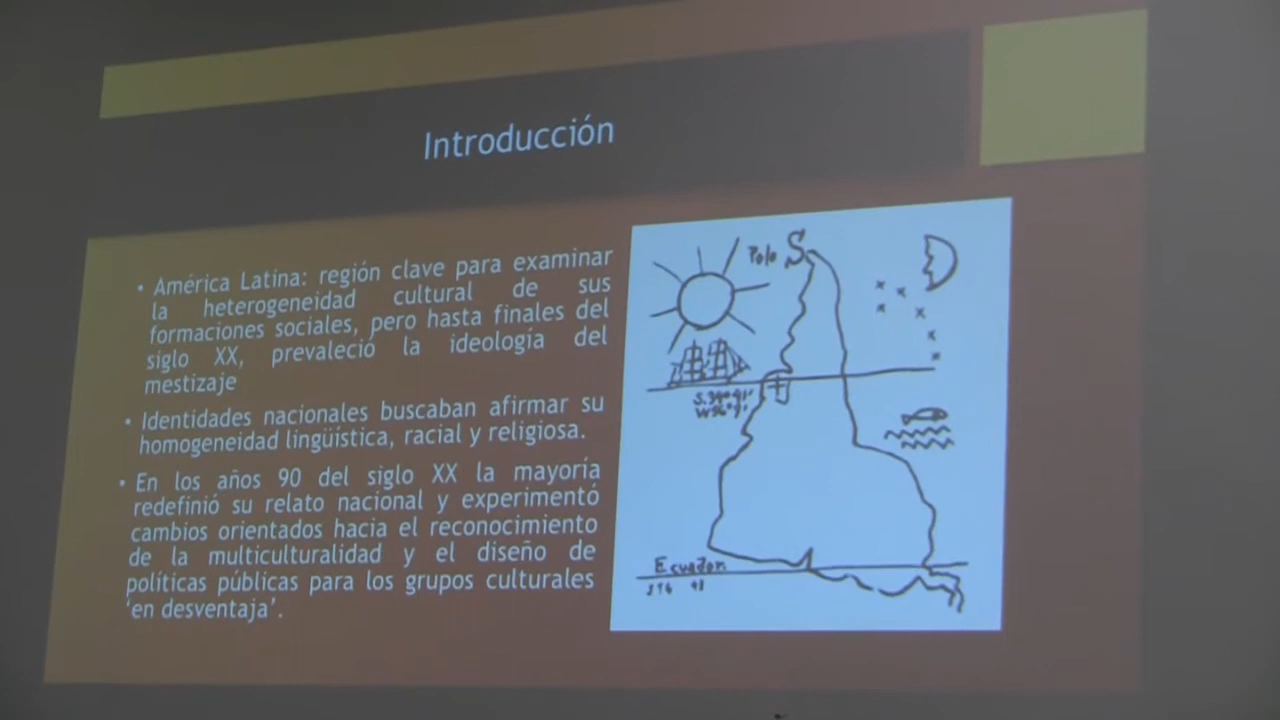 Introducción
• América Latina: región clave para examinar
la heterogeneidad cultural de sus
formaciones sociales, pero hasta finales del
siglo XX, prevaleció la ideología del
mestizaje
• Identidades nacionales buscaban afirmar su
homogeneidad lingüística, racial y religiosa.
• En los años 90 del siglo XX la mayoría
redefinió su relato nacional y experimentó
cambios orientados hacia el reconocimiento
de la multiculturalidad y el diseño de
políticas públicas para los grupos culturales
‘en desventaja’.
Polo S.
Ecuador